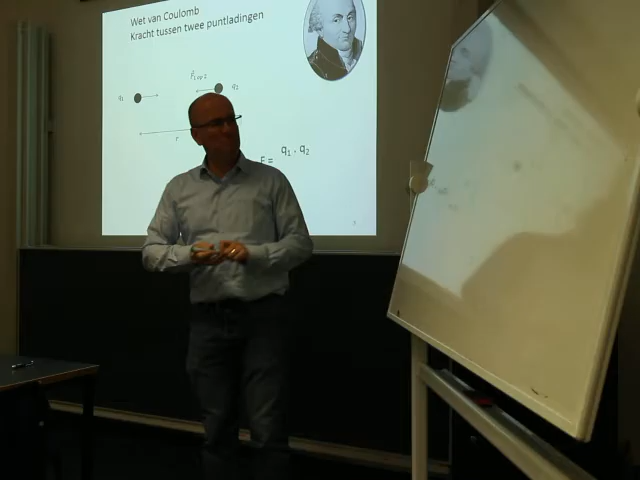 Wet van Coulomb
Kracht tussen twee puntladingen
q₁
q₂
r
F = q₁ . q₂